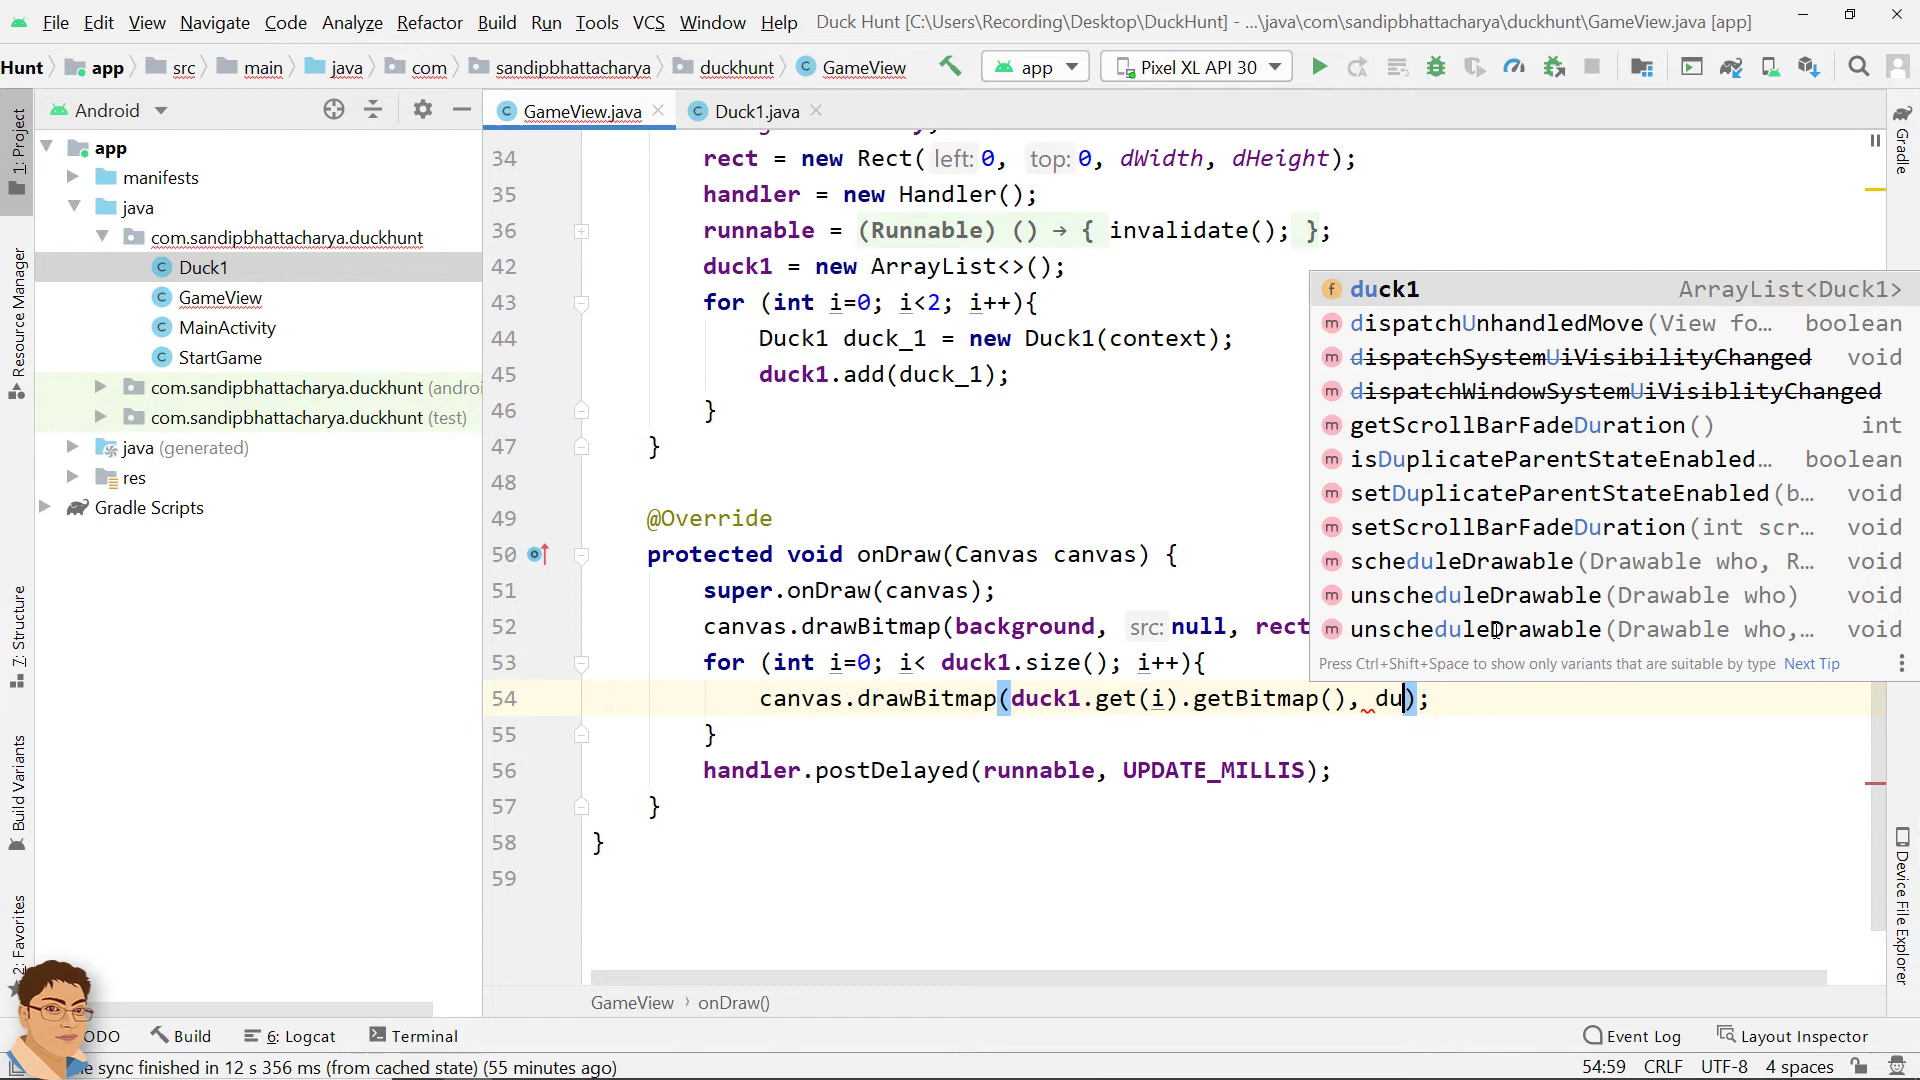 File Edit View Navigate Code Analyze Refactor Build Run Tools VCS Window Help Duck Hunt [C:\Users\Recording\Desktop\DuckHunt] - ...\java\com\sandipbhattacharya\duckhunt\GameView.java [app]
Hunt app src main java com sandipbhattacharya duckhunt GameView app Pixel XL API 30
Android
GameView.java Duck1.java
1: Project
Resource Manager
7: Structure
Build Variants
2: Favorites
app
manifests
java
com.sandipbhattacharya.duckhunt
Duck1
GameView
MainActivity
StartGame
com.sandipbhattacharya.duckhunt (andro
com.sandipbhattacharya.duckhunt (test)
java (generated)
res
Gradle Scripts
34 rect = new Rect( left: 0, top: 0, dWidth, dHeight);
35 handler = new Handler();
36 runnable = (Runnable) () → { invalidate(); };
42 duck1 = new ArrayList<>();
43 for (int i=0; i<2; i++){
44 Duck1 duck_1 = new Duck1(context);
45 duck1.add(duck_1);
46 }
47 }
48
49 @Override
50 protected void onDraw(Canvas canvas) {
51 super.onDraw(canvas);
52 canvas.drawBitmap(background, src: null, rect
53 for (int i=0; i< duck1.size(); i++){
54 canvas.drawBitmap(duck1.get(i).getBitmap(), du);
55 }
56 handler.postDelayed(runnable, UPDATE_MILLIS);
57 }
58 }
59
f duck1 ArrayList<Duck1>
m dispatchUnhandledMove(View fo… boolean
m dispatchSystemUiVisibilityChanged void
m dispatchWindowSystemUiVisiblityChanged
m getScrollBarFadeDuration() int
m isDuplicateParentStateEnabled… boolean
m setDuplicateParentStateEnabled(b… void
m setScrollBarFadeDuration(int scr… void
m scheduleDrawable(Drawable who, R… void
m unscheduleDrawable(Drawable who) void
m unscheduleDrawable(Drawable who,… void
Press Ctrl+Shift+Space to show only variants that are suitable by type Next Tip
Gradle
Device File Explorer
GameView › onDraw()
ODO Build 6: Logcat Terminal Event Log Layout Inspector
le sync finished in 12 s 356 ms (from cached state) (55 minutes ago) 54:59 CRLF UTF-8 4 spaces